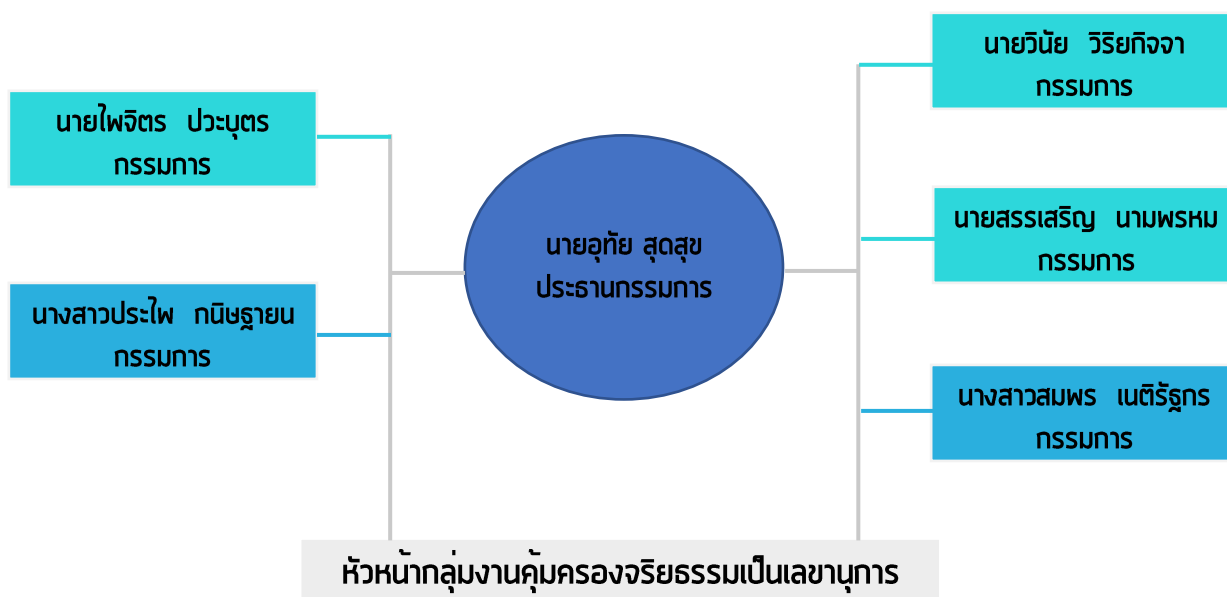 นายวินัย วิริยกิจจา
กรรมการ
นายไพจิตร ปวะบุตร
กรรมการ
นายสรรเสริญ นามพรหม
กรรมการ
นายอุทัย สุดสุข
ประธานกรรมการ
นางสาวประไพ กนิษฐายน
กรรมการ
นางสาวสมพร เนติรัฐกร
กรรมการ
หัวหน้ากลุ่มงานคุ้มครองจริยธรรมเป็นเลขานุการ